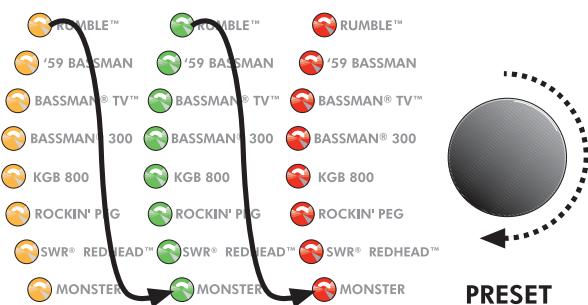 RUMBLE™ RUMBLE™ RUMBLE™
'59 BASSMAN '59 BASSMAN '59 BASSMAN
BASSMAN® TV™ BASSMAN® TV™ BASSMAN® TV™
BASSMAN® 300 BASSMAN® 300 BASSMAN® 300
KGB 800 KGB 800 KGB 800
ROCKIN' PEG ROCKIN' PEG ROCKIN' PEG
SWR® REDHEAD™ SWR® REDHEAD™ SWR® REDHEAD™
MONSTER MONSTER MONSTER
PRESET